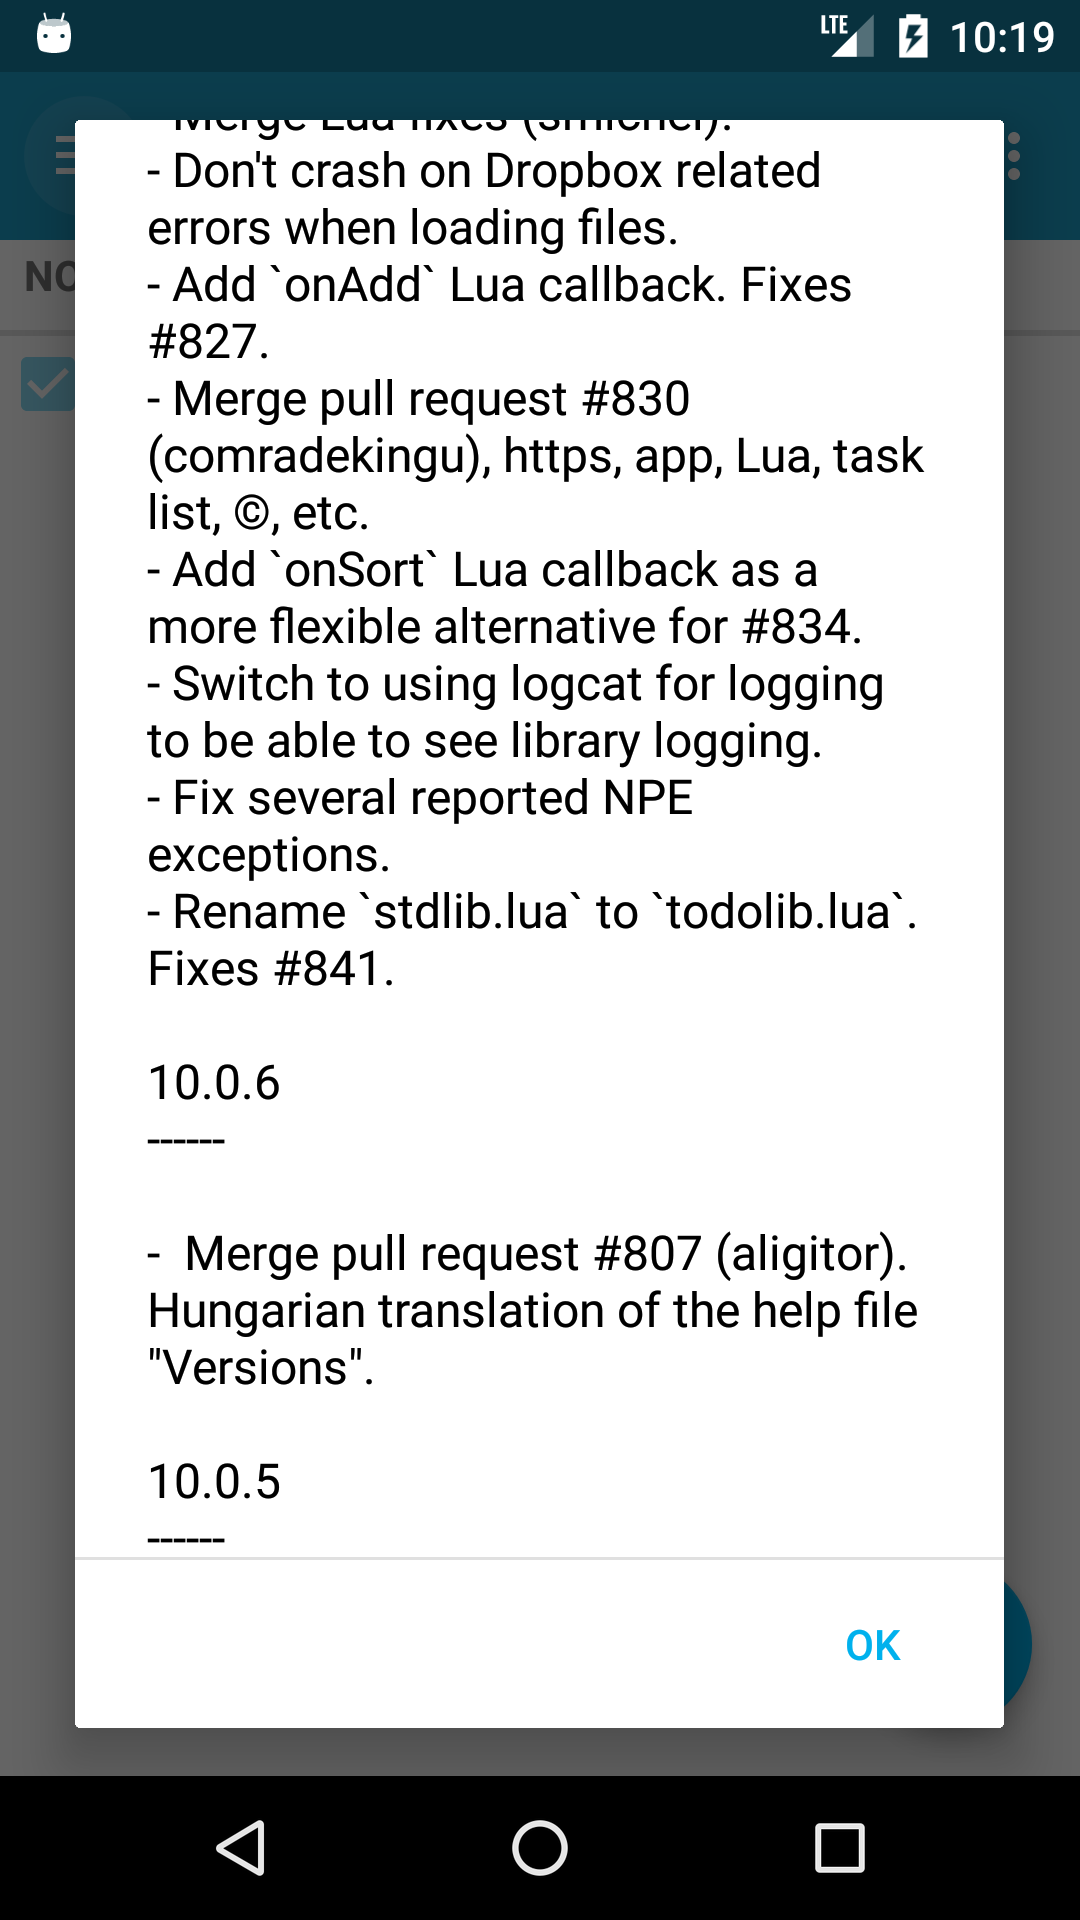 LTE 10:19
- Merge Lua fixes (smichel).
- Don't crash on Dropbox related
errors when loading files.
- Add `onAdd` Lua callback. Fixes
#827.
- Merge pull request #830
(comradekingu), https, app, Lua, task
list, ©, etc.
- Add `onSort` Lua callback as a
more flexible alternative for #834.
- Switch to using logcat for logging
to be able to see library logging.
- Fix several reported NPE
exceptions.
- Rename `stdlib.lua` to `todolib.lua`.
Fixes #841.
10.0.6
------
-  Merge pull request #807 (aligitor).
Hungarian translation of the help file
"Versions".
10.0.5
------
OK